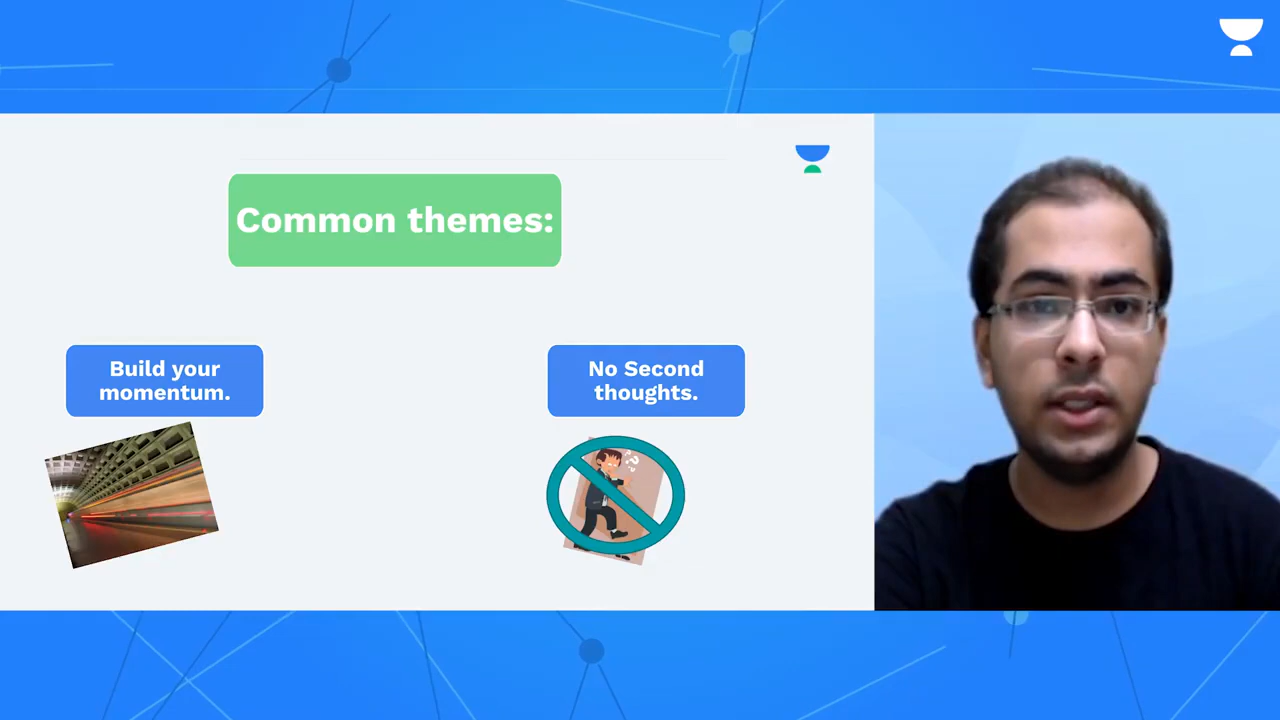 Common themes:
Build your
momentum.
No Second
thoughts.
??